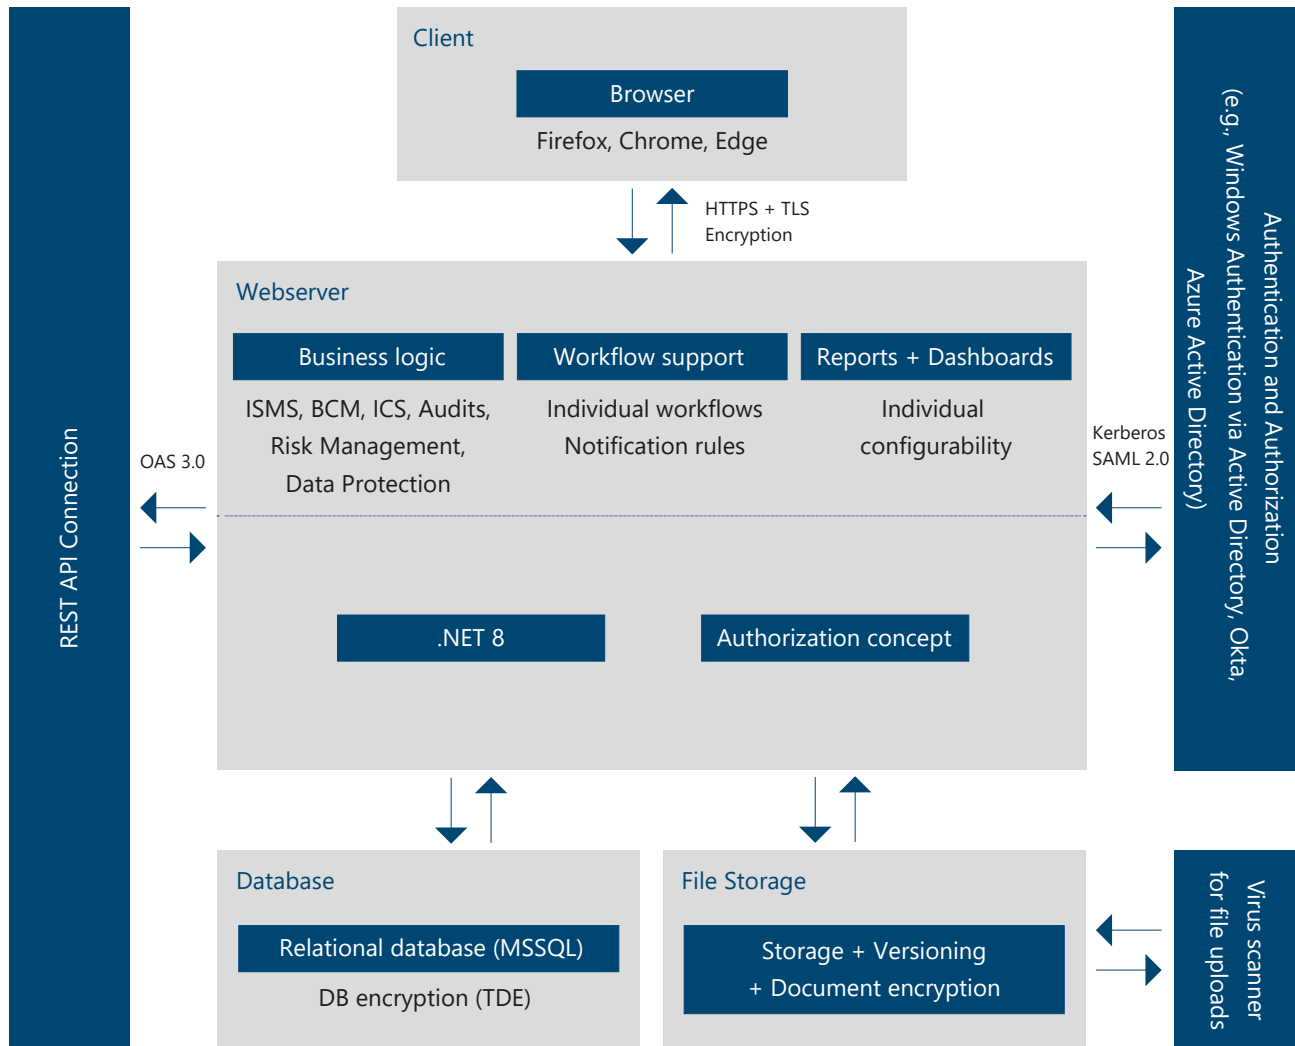 Client
Browser
Firefox, Chrome, Edge
HTTPS + TLS
Encryption
Webserver
Business logic
ISMS, BCM, ICS, Audits,
Risk Management,
Data Protection
Workflow support
Individual workflows
Notification rules
Reports + Dashboards
Individual
configurability
REST API Connection
OAS 3.0
Kerberos
SAML 2.0
Authentication and Authorization
(e.g., Windows Authentication via Active Directory, Okta,
Azure Active Directory)
.NET 8
Authorization concept
Database
Relational database (MSSQL)
DB encryption (TDE)
File Storage
Storage + Versioning
+ Document encryption
Virus scanner
for file uploads